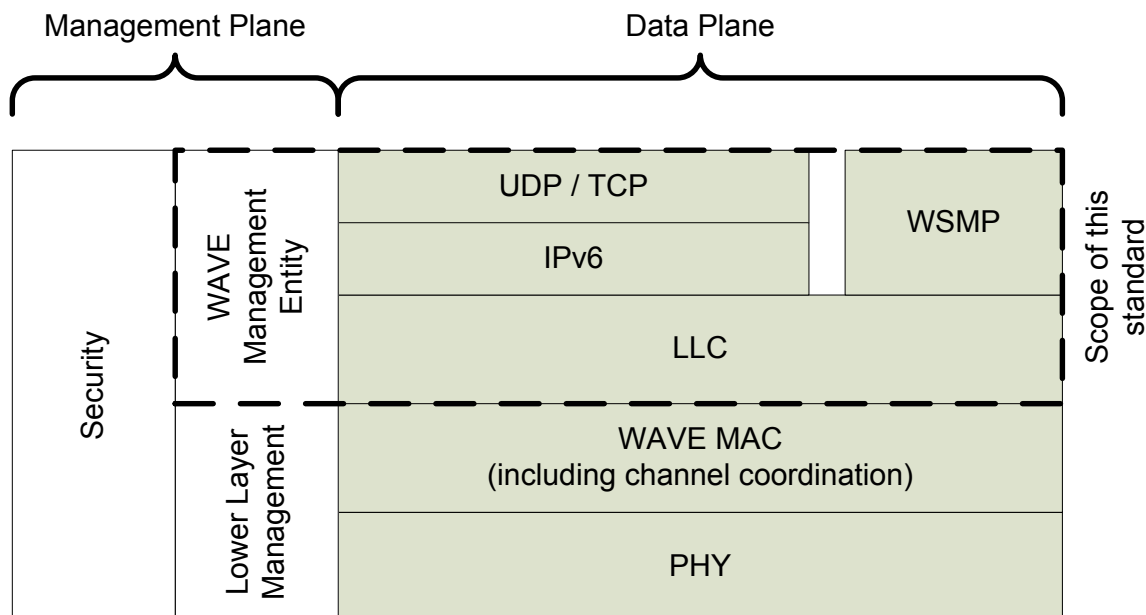 Management Plane
Data Plane
Security
WAVE
Management
Entity
Lower Layer
Management
UDP / TCP
IPv6
WSMP
LLC
WAVE MAC
(including channel coordination)
PHY
Scope of this
standard